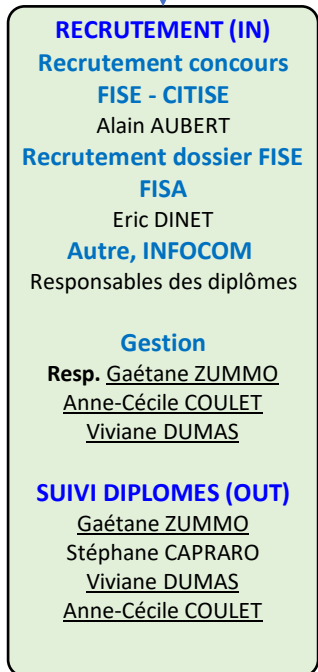 RECRUTEMENT (IN)
Recrutement concours
FISE - CITISE
Alain AUBERT
Recrutement dossier FISE
FISA
Eric DINET
Autre, INFOCOM
Responsables des diplômes
Gestion
Resp. Gaétane ZUMMO
Anne-Cécile COULET
Viviane DUMAS
SUIVI DIPLOMES (OUT)
Gaétane ZUMMO
Stéphane CAPRARO
Viviane DUMAS
Anne-Cécile COULET